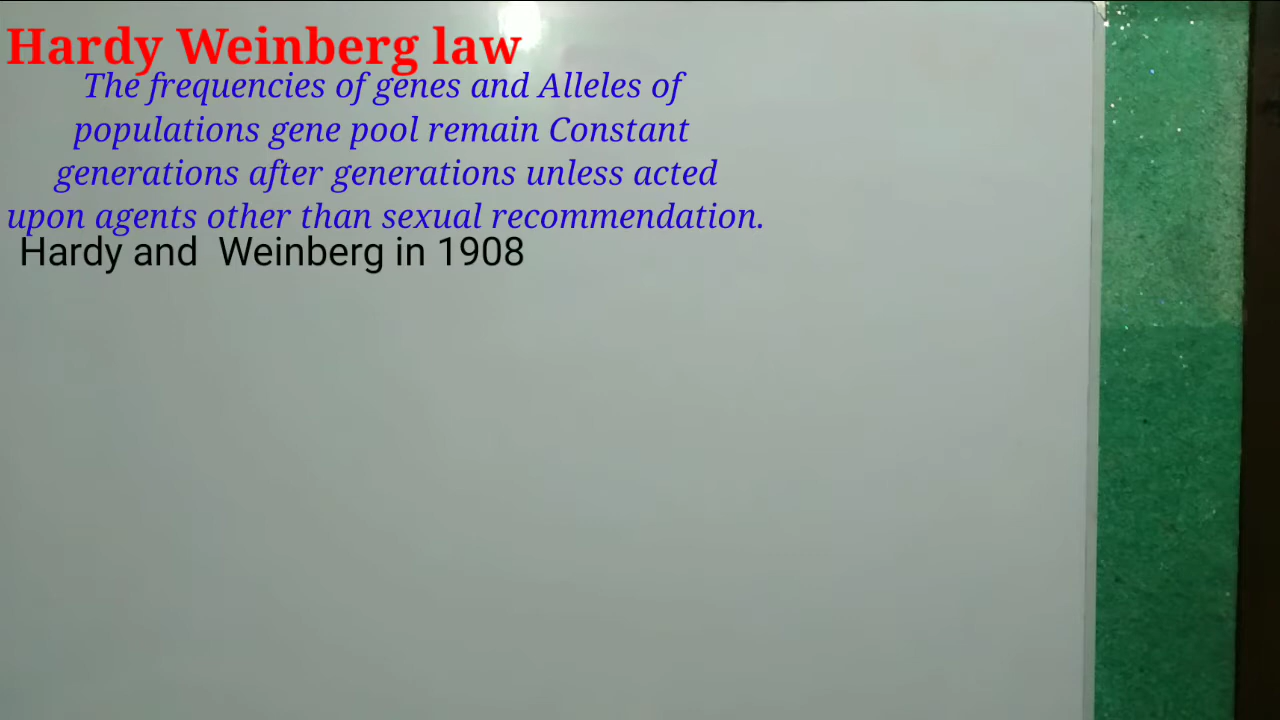 Hardy Weinberg law
The frequencies of genes and Alleles of
populations gene pool remain Constant
generations after generations unless acted
upon agents other than sexual recommendation.
Hardy and  Weinberg in 1908